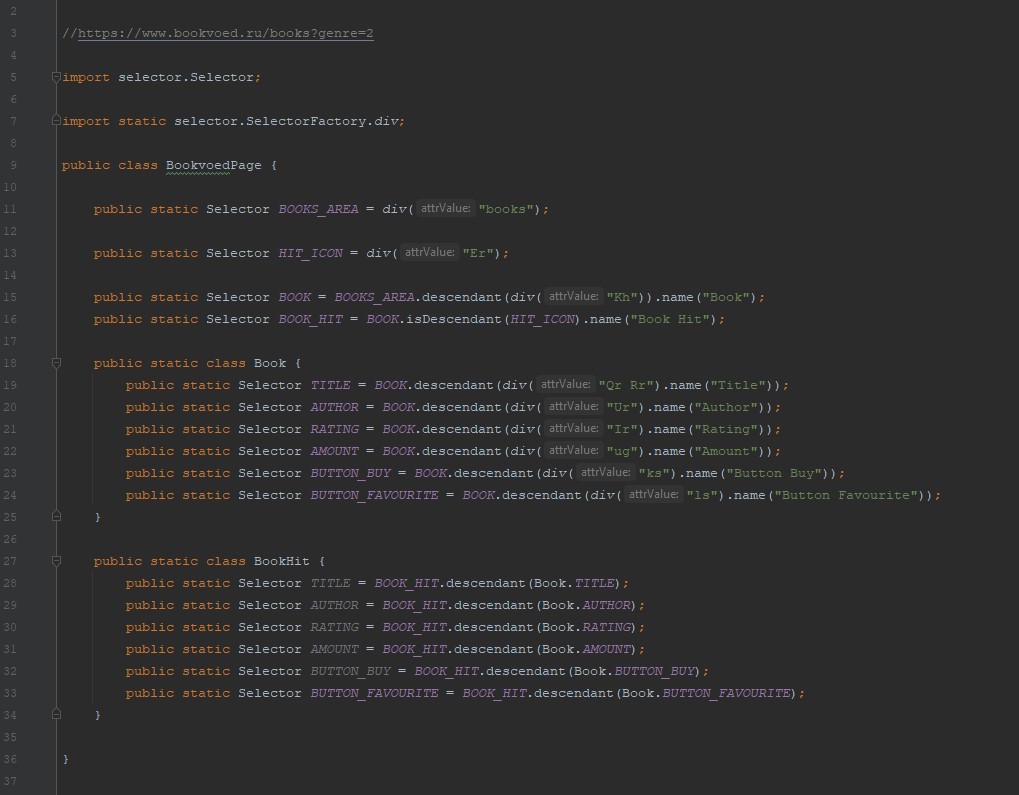 2
3 //https://www.bookvoed.ru/books?genre=2
4
5 import selector.Selector;
6
7 import static selector.SelectorFactory.div;
8
9 public class BookvoedPage {
10
11 public static Selector BOOKS_AREA = div( attrValue: "books");
12
13 public static Selector HIT_ICON = div( attrValue: "Er");
14
15 public static Selector BOOK = BOOKS_AREA.descendant(div( attrValue: "Kh")).name("Book");
16 public static Selector BOOK_HIT = BOOK.isDescendant(HIT_ICON).name("Book Hit");
17
18 public static class Book {
19 public static Selector TITLE = BOOK.descendant(div( attrValue: "Qr Rr").name("Title"));
20 public static Selector AUTHOR = BOOK.descendant(div( attrValue: "Ur").name("Author"));
21 public static Selector RATING = BOOK.descendant(div( attrValue: "Ir").name("Rating"));
22 public static Selector AMOUNT = BOOK.descendant(div( attrValue: "ug").name("Amount"));
23 public static Selector BUTTON_BUY = BOOK.descendant(div( attrValue: "ks").name("Button Buy"));
24 public static Selector BUTTON_FAVOURITE = BOOK.descendant(div( attrValue: "ls").name("Button Favourite"));
25 }
26
27 public static class BookHit {
28 public static Selector TITLE = BOOK_HIT.descendant(Book.TITLE);
29 public static Selector AUTHOR = BOOK_HIT.descendant(Book.AUTHOR);
30 public static Selector RATING = BOOK_HIT.descendant(Book.RATING);
31 public static Selector AMOUNT = BOOK_HIT.descendant(Book.AMOUNT);
32 public static Selector BUTTON_BUY = BOOK_HIT.descendant(Book.BUTTON_BUY);
33 public static Selector BUTTON_FAVOURITE = BOOK_HIT.descendant(Book.BUTTON_FAVOURITE);
34 }
35
36 }
37